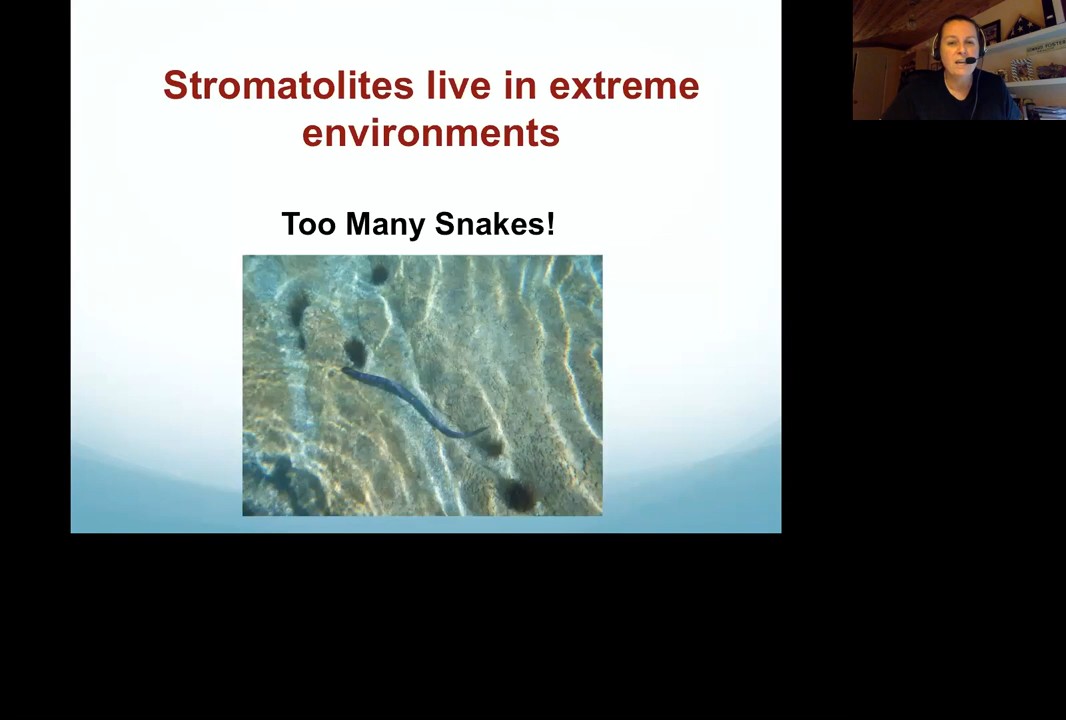 Stromatolites live in extreme
environments
Too Many Snakes!